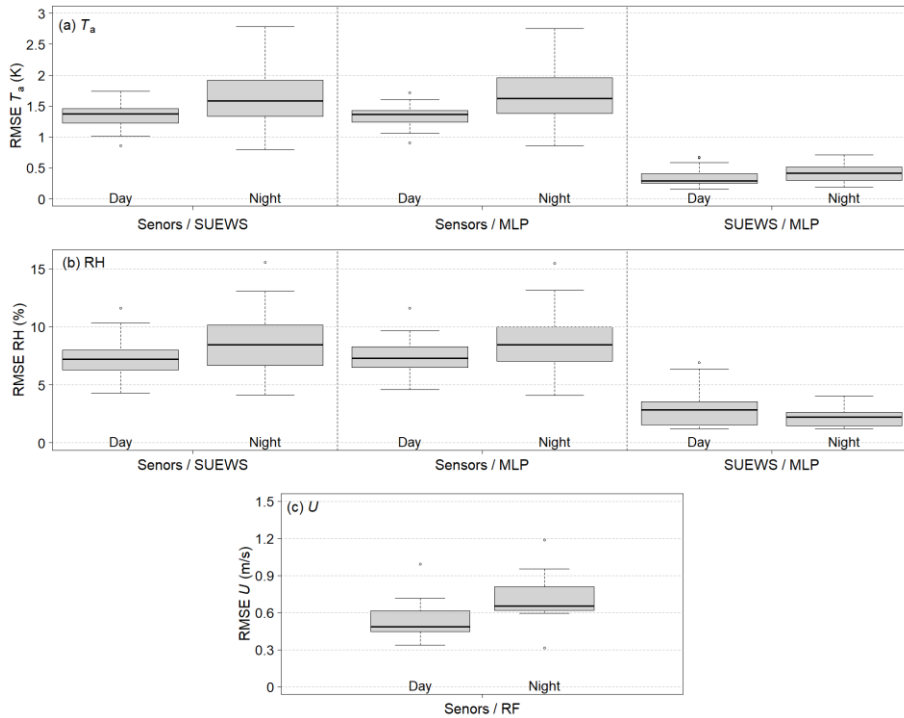 (a) Ta
RMSE Ta (K)
3
2.5
2
1.5
1
0.5
0
Day Night Day Night Day Night
Senors / SUEWS Sensors / MLP SUEWS / MLP
(b) RH
RMSE RH (%)
15
10
5
0
Day Night Day Night Day Night
Senors / SUEWS Sensors / MLP SUEWS / MLP
(c) U
RMSE U (m/s)
1.5
1.2
0.9
0.6
0.3
0
Day Night
Senors / RF